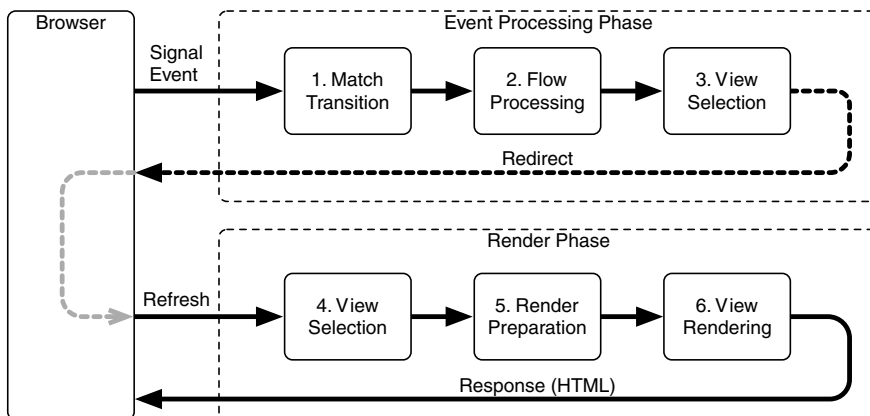 Browser
Event Processing Phase
Signal
Event
1. Match
Transition
2. Flow
Processing
3. View
Selection
Redirect
Render Phase
Refresh
4. View
Selection
5. Render
Preparation
6. View
Rendering
Response (HTML)